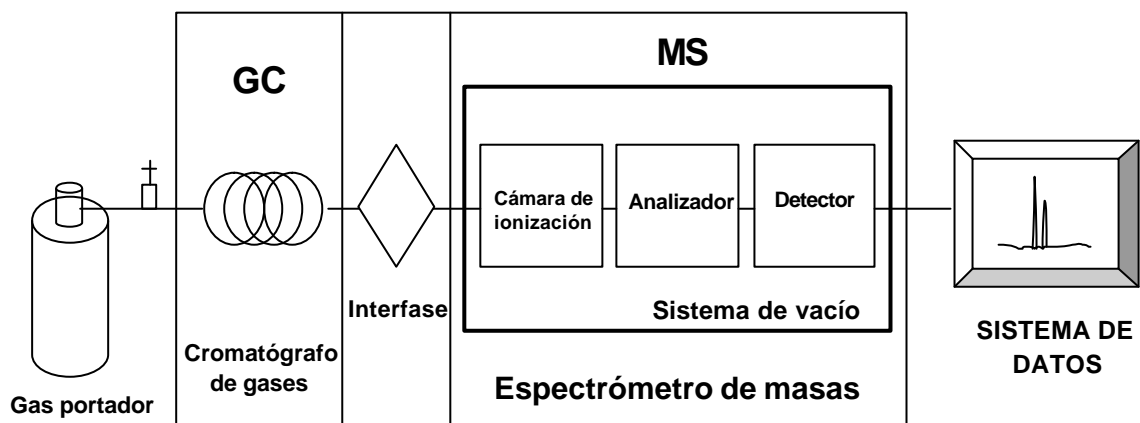 GC
MS
Cámara de
ionización
Analizador
Detector
Interfase
Sistema de vacío
Cromatógrafo
de gases
Gas portador
Espectrómetro de masas
SISTEMA DE
DATOS